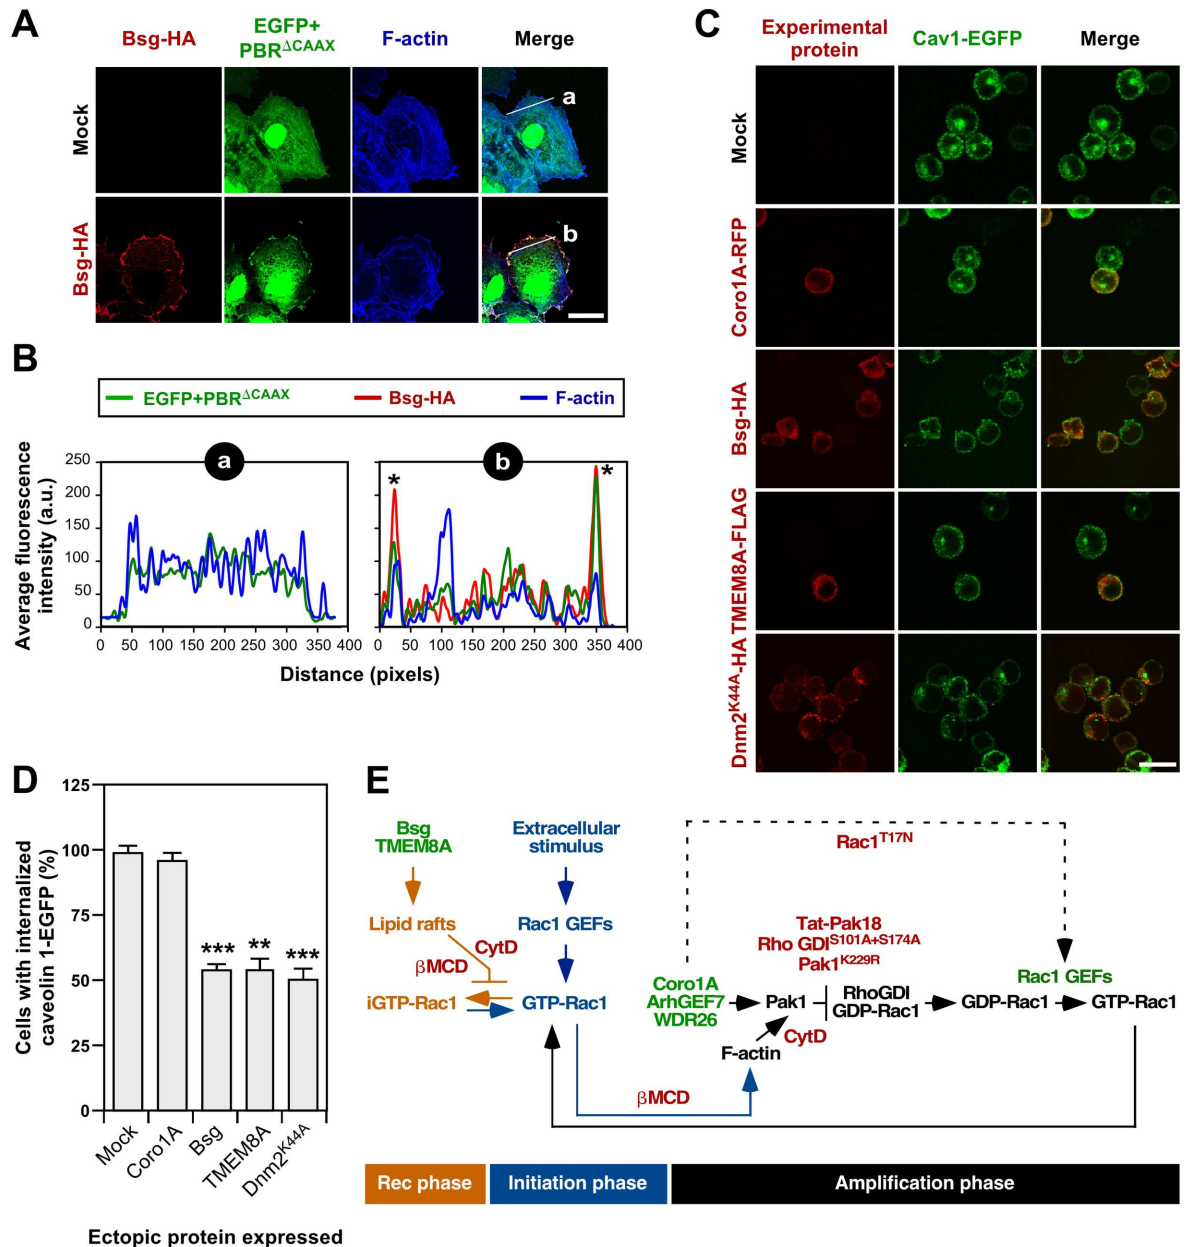 A
Bsg-HA
EGFP+
PBRΔCAAX
F-actin
Merge
Mock
a
Bsg-HA
b
B
EGFP+PBRΔCAAX
Bsg-HA
F-actin
a
b
Average fluorescence
intensity (a.u.)
250
200
150
100
50
0
* *
0 50 100 150 200 250 300 350 400
0 50 100 150 200 250 300 350 400
Distance (pixels)
C
Experimental
protein
Cav1-EGFP
Merge
Mock
Coro1A-RFP
Bsg-HA
TMEM8A-FLAG
Dnm2K44A-HA
D
Cells with internalized
caveolin 1-EGFP (%)
125
100
75
50
25
0
*** ** ***
Mock
Coro1A
Bsg
TMEM8A
Dnm2K44A
Ectopic protein expressed
E
Bsg
TMEM8A
Extracellular
stimulus
Rac1T17N
Lipid rafts
Rac1 GEFs
CytD
βMCD
iGTP-Rac1
GTP-Rac1
Tat-Pak18
Rho GDIS101A+S174A
Pak1K229R
Coro1A
ArhGEF7
WDR26
Pak1
RhoGDI
GDP-Rac1
GDP-Rac1
Rac1 GEFs
GTP-Rac1
CytD
F-actin
βMCD
Rec phase
Initiation phase
Amplification phase